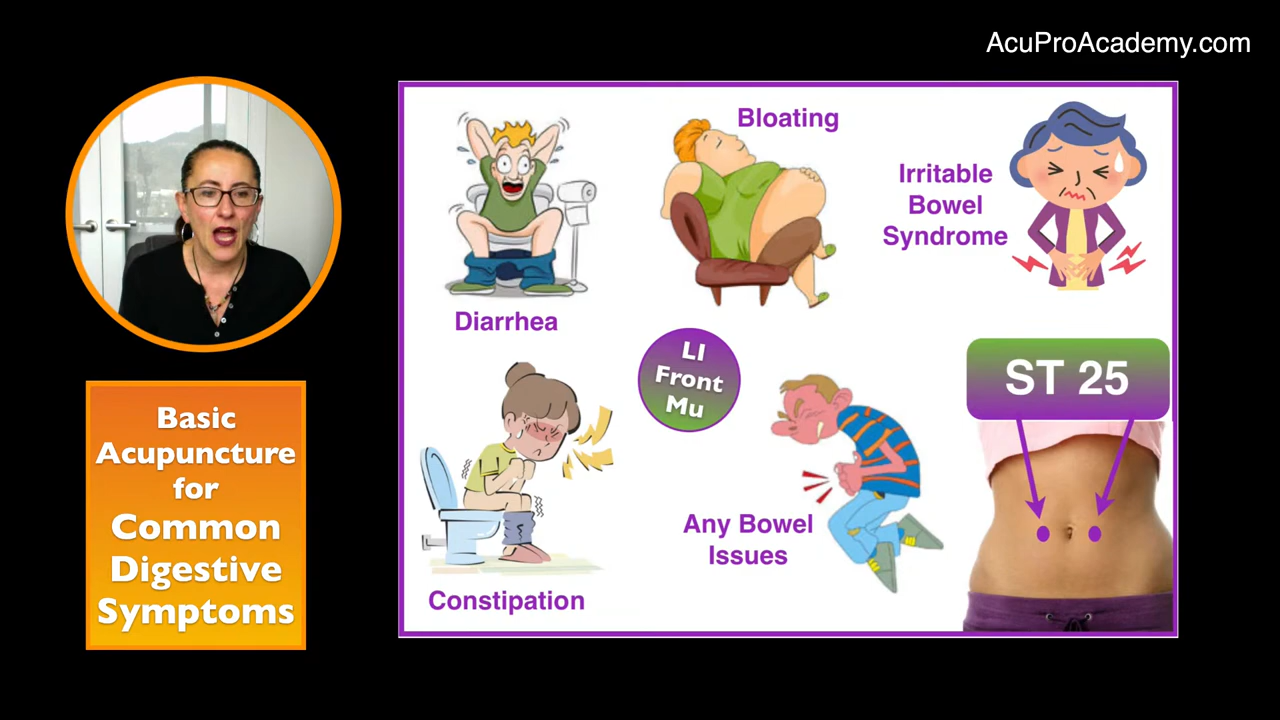 AcuProAcademy.com
Basic
Acupuncture
for
Common
Digestive
Symptoms
Bloating
Irritable
Bowel
Syndrome
Diarrhea
LI
Front
Mu
ST 25
Any Bowel
Issues
Constipation